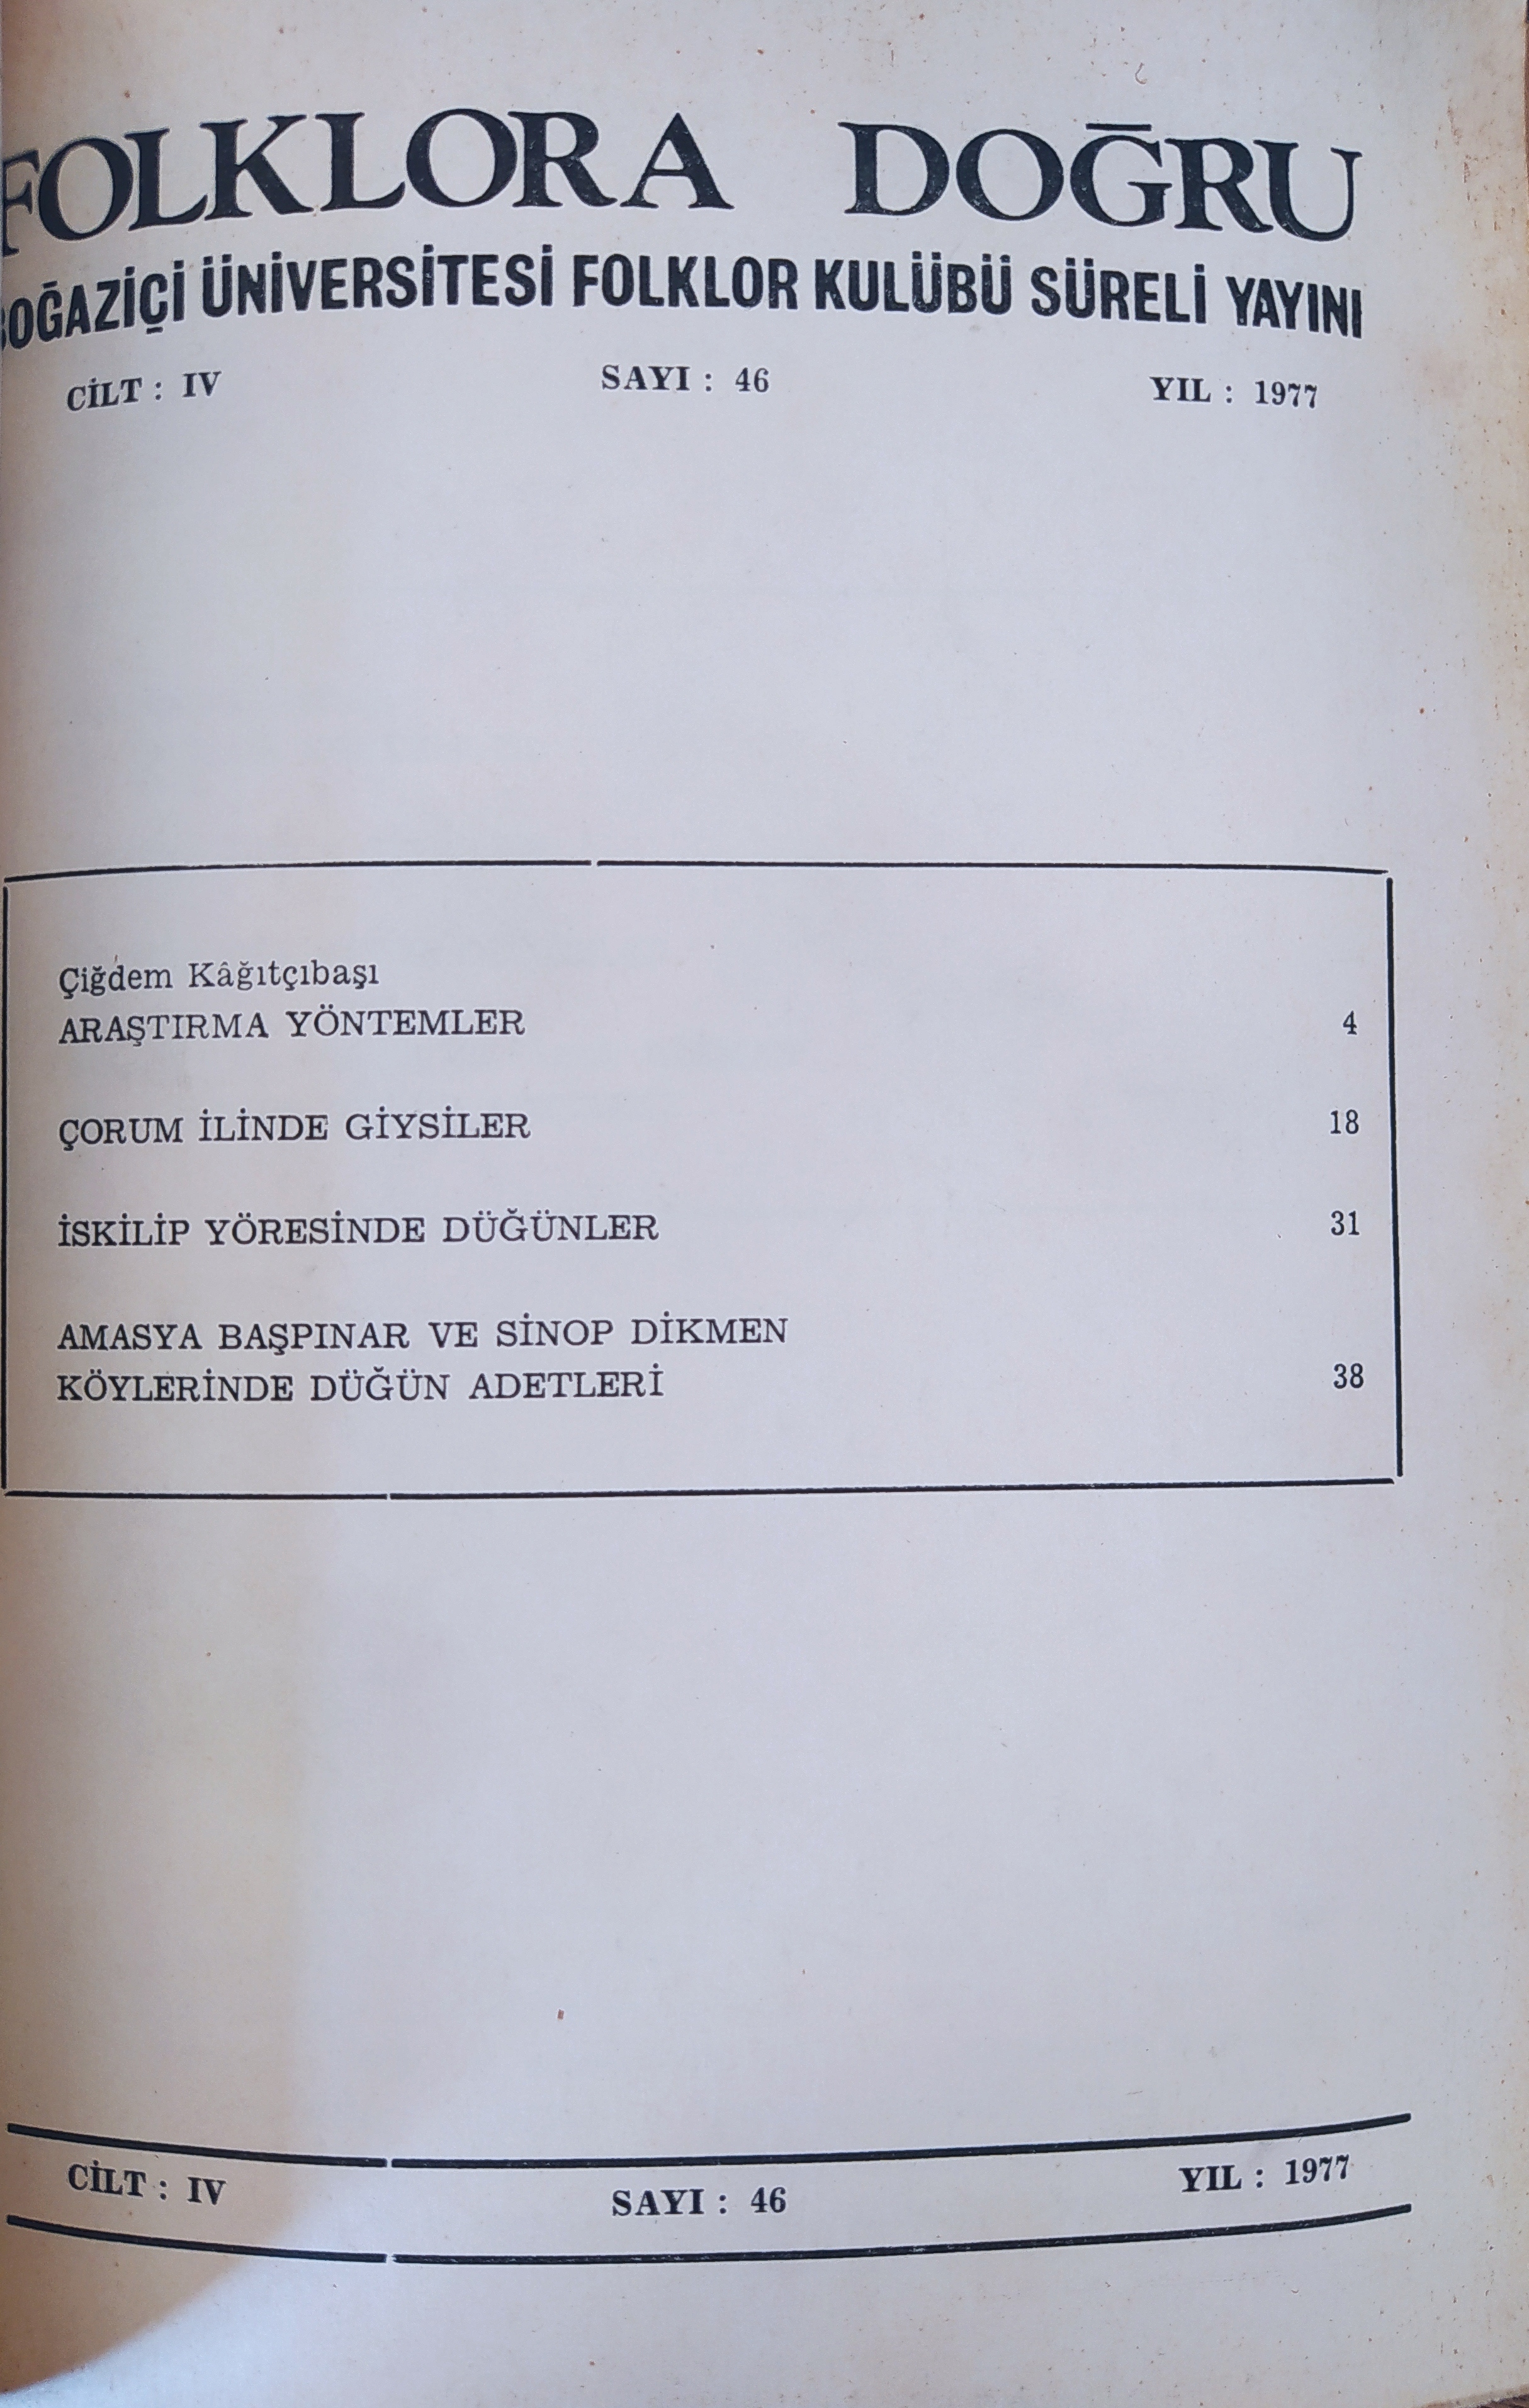 FOLKLORA DOĞRU
BOĞAZİÇİ ÜNİVERSİTESİ FOLKLOR KULÜBÜ SÜRELİ YAYINI
CİLT : IV SAYI : 46 YIL : 1977
Çiğdem Kâğıtçıbaşı
ARAŞTIRMA YÖNTEMLER 4
ÇORUM İLİNDE GİYSİLER 18
İSKİLİP YÖRESİNDE DÜĞÜNLER 31
AMASYA BAŞPINAR VE SİNOP DİKMEN
KÖYLERİNDE DÜĞÜN ADETLERİ 38
CİLT : IV SAYI : 46 YIL : 1977